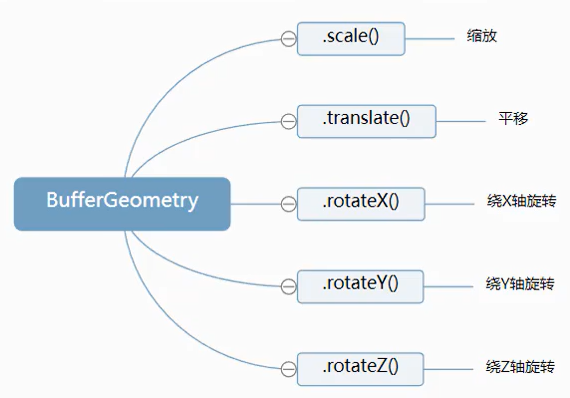 .scale()
缩放
.translate()
平移
BufferGeometry
.rotateX()
绕X轴旋转
.rotateY()
绕Y轴旋转
.rotateZ()
绕Z轴旋转